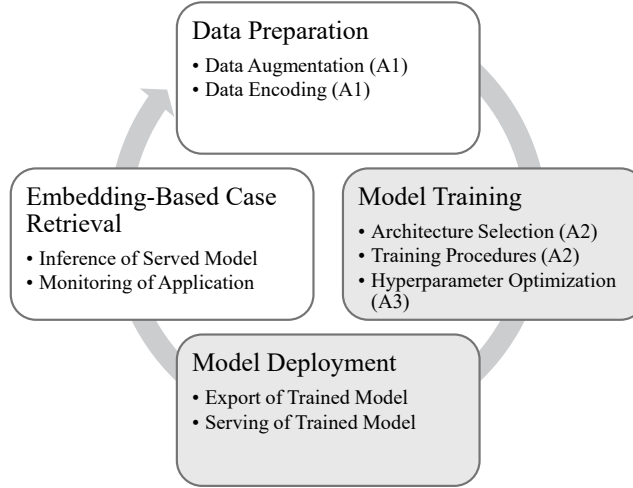 Data Preparation
• Data Augmentation (A1)
• Data Encoding (A1)
Embedding-Based Case
Retrieval
• Inference of Served Model
• Monitoring of Application
Model Training
• Architecture Selection (A2)
• Training Procedures (A2)
• Hyperparameter Optimization
(A3)
Model Deployment
• Export of Trained Model
• Serving of Trained Model